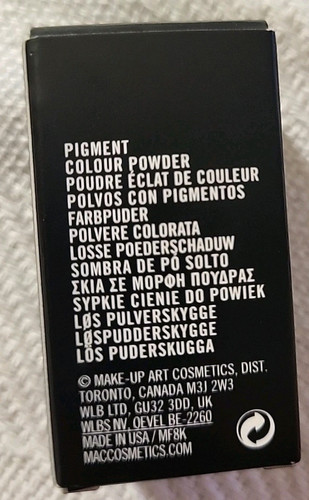 PIGMENT
COLOUR POWDER
POUDRE ÉCLAT DE COULEUR
POLVOS CON PIGMENTOS
FARBPUDER
POLVERE COLORATA
LOSSE POEDERSCHADUW
SOMBRA DE PÓ SOLTO
ΣΚΙΑ ΣΕ ΜΟΡΦΗ ΠΟΥΔΡΑΣ
SYPKIE CIENIE DO POWIEK
LØS PULVERSKYGGE
LØSPUDDERSKYGGE
LÖS PUDERSKUGGA
© MAKE-UP ART COSMETICS, DIST.
TORONTO, CANADA M3J 2W3
WLB LTD, GU32 3DD, UK
WLBS NV, OEVEL BE-2260
MADE IN USA / MF8K
MACCOSMETICS.COM